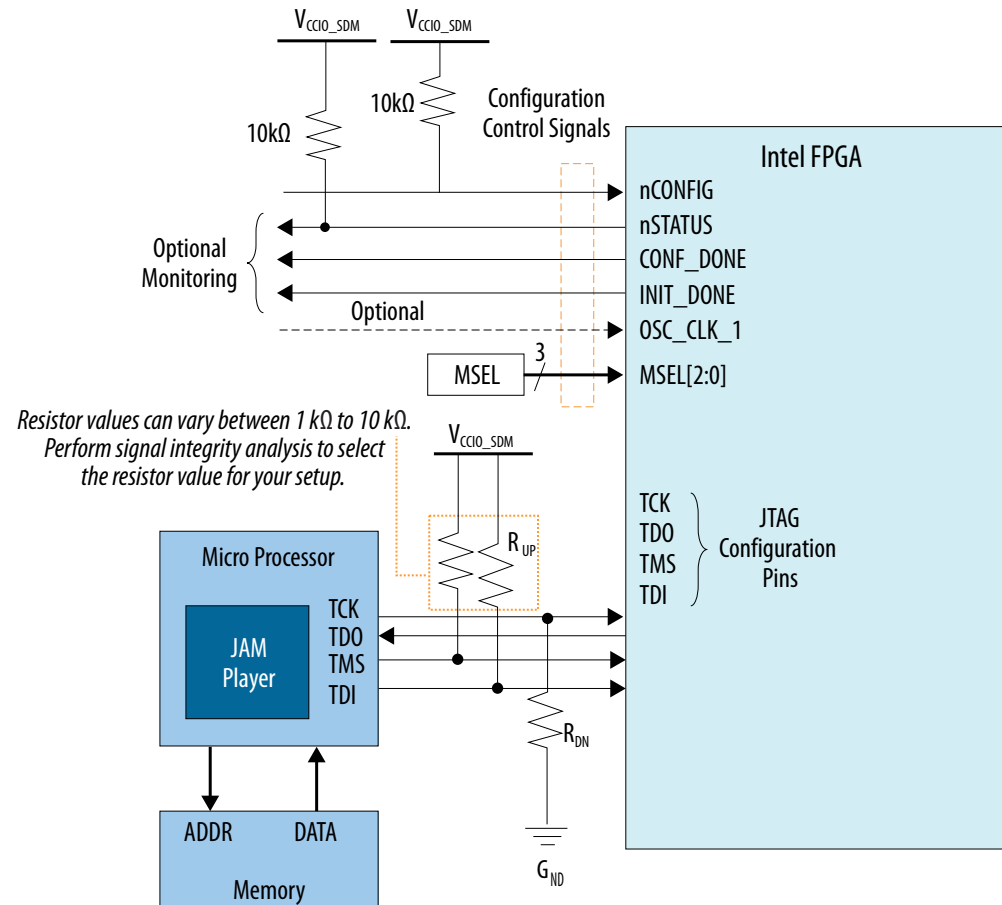 VCCIO_SDM
VCCIO_SDM
10kΩ
10kΩ
Configuration
Control Signals
Intel FPGA
nCONFIG
nSTATUS
CONF_DONE
INIT_DONE
OSC_CLK_1
MSEL[2:0]
Optional
Monitoring
Optional
MSEL
3
Resistor values can vary between 1 kΩ to 10 kΩ.
Perform signal integrity analysis to select
the resistor value for your setup.
VCCIO_SDM
RUP
TCK
TDO
TMS
TDI
JTAG
Configuration
Pins
Micro Processor
JAM
Player
TCK
TDO
TMS
TDI
RDN
GND
ADDR
DATA
Memory